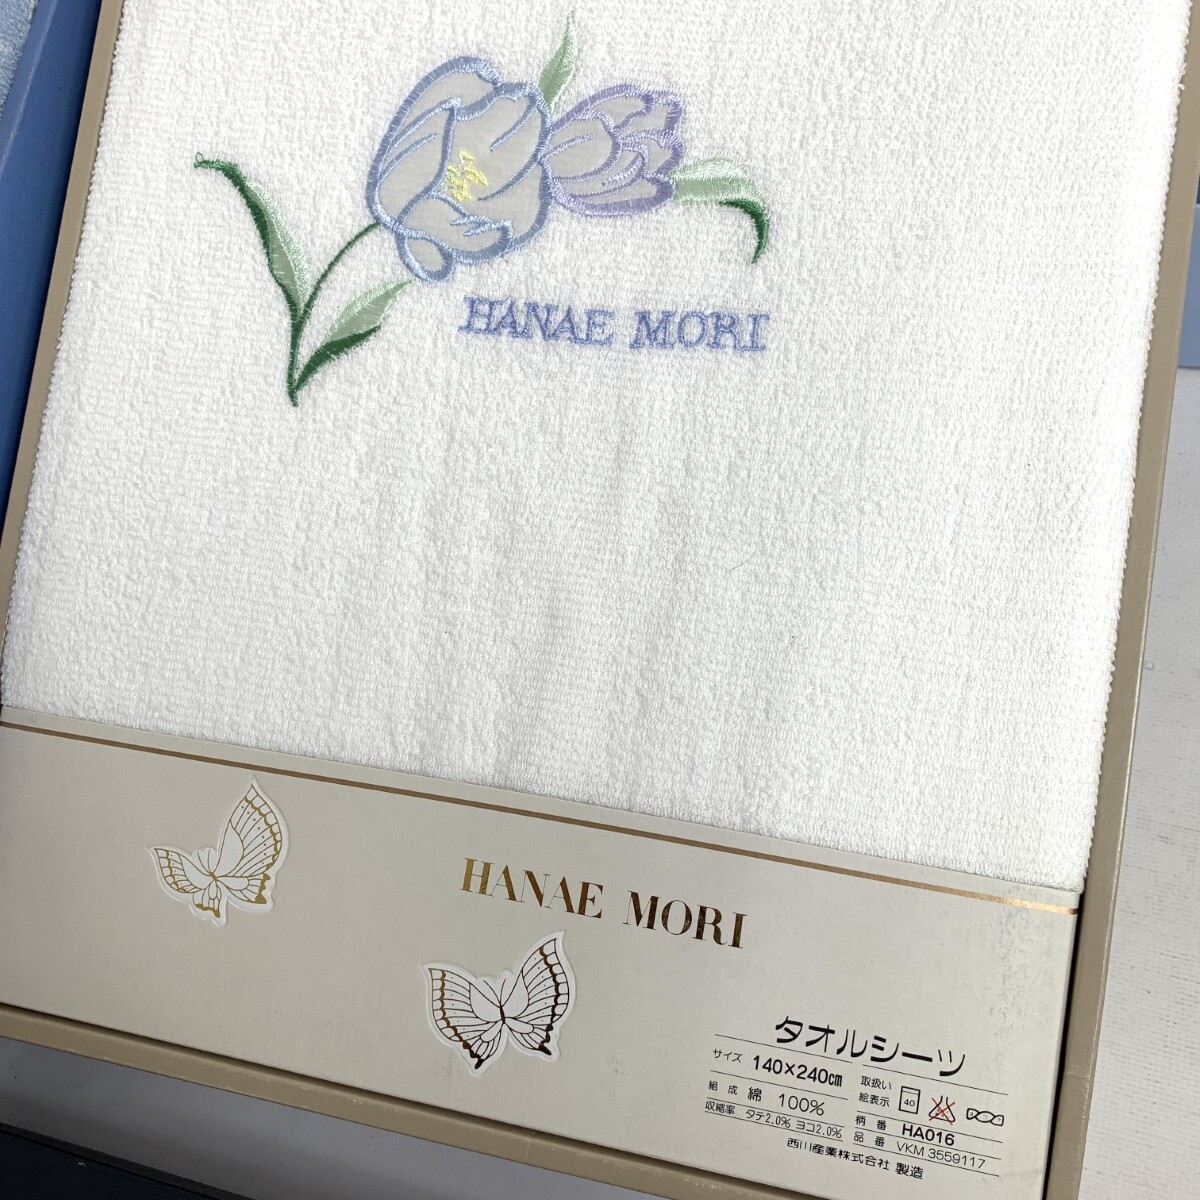 HANAE MORI
HANAE MORI
タオルシーツ
サイズ 140×240cm
組成 綿 100%
収縮率 タテ2.0% ヨコ2.0%
取扱い
絵表示 40
柄番 HA016
品番 VKM 3559117
西川産業株式会社 製造